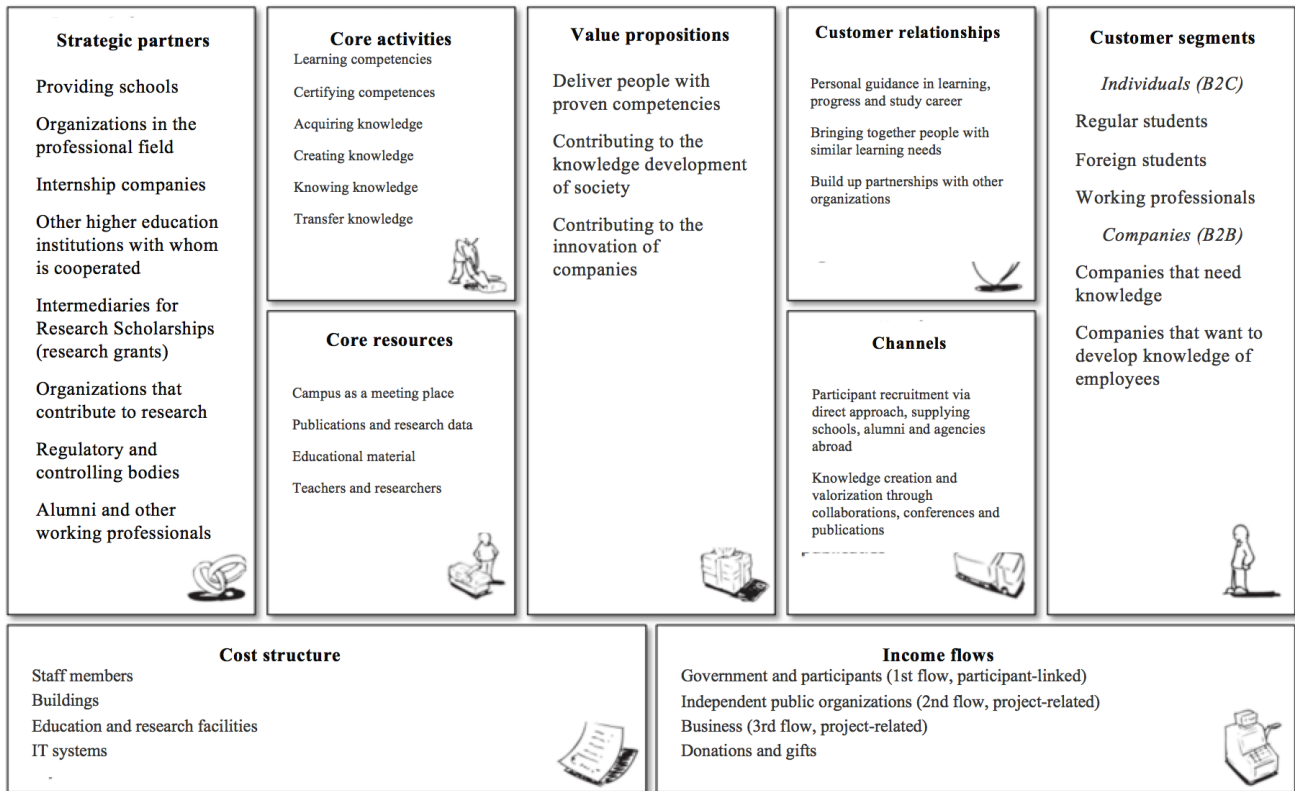 Strategic partners
Providing schools
Organizations in the
professional field
Internship companies
Other higher education
institutions with whom
is cooperated
Intermediaries for
Research Scholarships
(research grants)
Organizations that
contribute to research
Regulatory and
controlling bodies
Alumni and other
working professionals
Core activities
Learning competencies
Certifying competences
Acquiring knowledge
Creating knowledge
Knowing knowledge
Transfer knowledge
Core resources
Campus as a meeting place
Publications and research data
Educational material
Teachers and researchers
Value propositions
Deliver people with
proven competencies
Contributing to the
knowledge development
of society
Contributing to the
innovation of
companies
Customer relationships
Personal guidance in learning,
progress and study career
Bringing together people with
similar learning needs
Build up partnerships with other
organizations
Channels
Participant recruitment via
direct approach, supplying
schools, alumni and agencies
abroad
Knowledge creation and
valorization through
collaborations, conferences and
publications
Customer segments
Individuals (B2C)
Regular students
Foreign students
Working professionals
Companies (B2B)
Companies that need
knowledge
Companies that want to
develop knowledge of
employees
Cost structure
Staff members
Buildings
Education and research facilities
IT systems
Income flows
Government and participants (1st flow, participant-linked)
Independent public organizations (2nd flow, project-related)
Business (3rd flow, project-related)
Donations and gifts